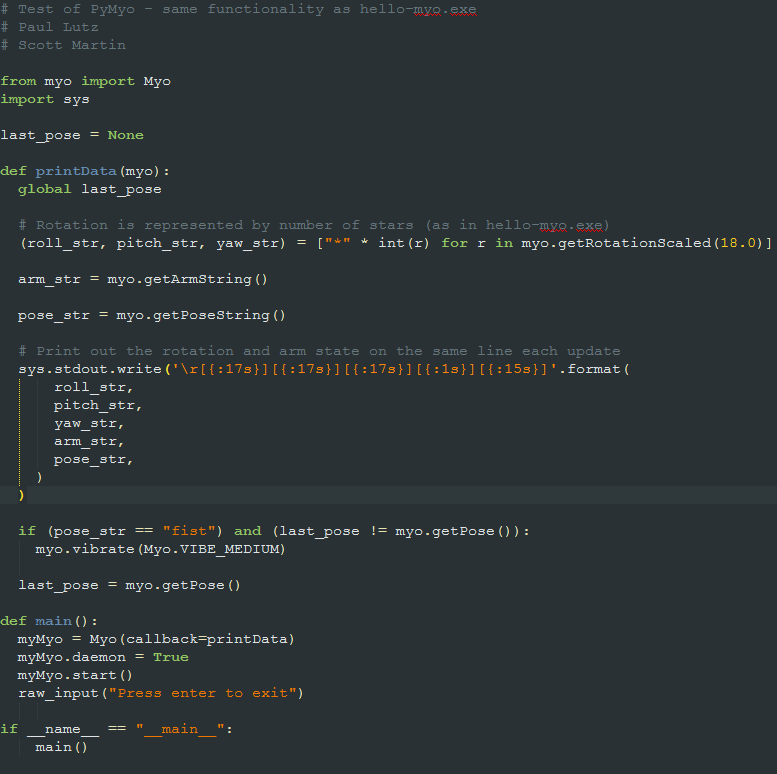 # Test of PyMyo - same functionality as hello-myo.exe
# Paul Lutz
# Scott Martin

from myo import Myo
import sys

last_pose = None

def printData(myo):
  global last_pose

  # Rotation is represented by number of stars (as in hello-myo.exe)
  (roll_str, pitch_str, yaw_str) = ["*" * int(r) for r in myo.getRotationScaled(18.0)]

  arm_str = myo.getArmString()

  pose_str = myo.getPoseString()

  # Print out the rotation and arm state on the same line each update
  sys.stdout.write('\r[{:17s}][{:17s}][{:17s}][{:1s}][{:15s}]'.format(
      roll_str,
      pitch_str,
      yaw_str,
      arm_str,
      pose_str,
    )
  )

  if (pose_str == "fist") and (last_pose != myo.getPose()):
    myo.vibrate(Myo.VIBE_MEDIUM)

  last_pose = myo.getPose()

def main():
  myMyo = Myo(callback=printData)
  myMyo.daemon = True
  myMyo.start()
  raw_input("Press enter to exit")

if __name__ == "__main__":
    main()